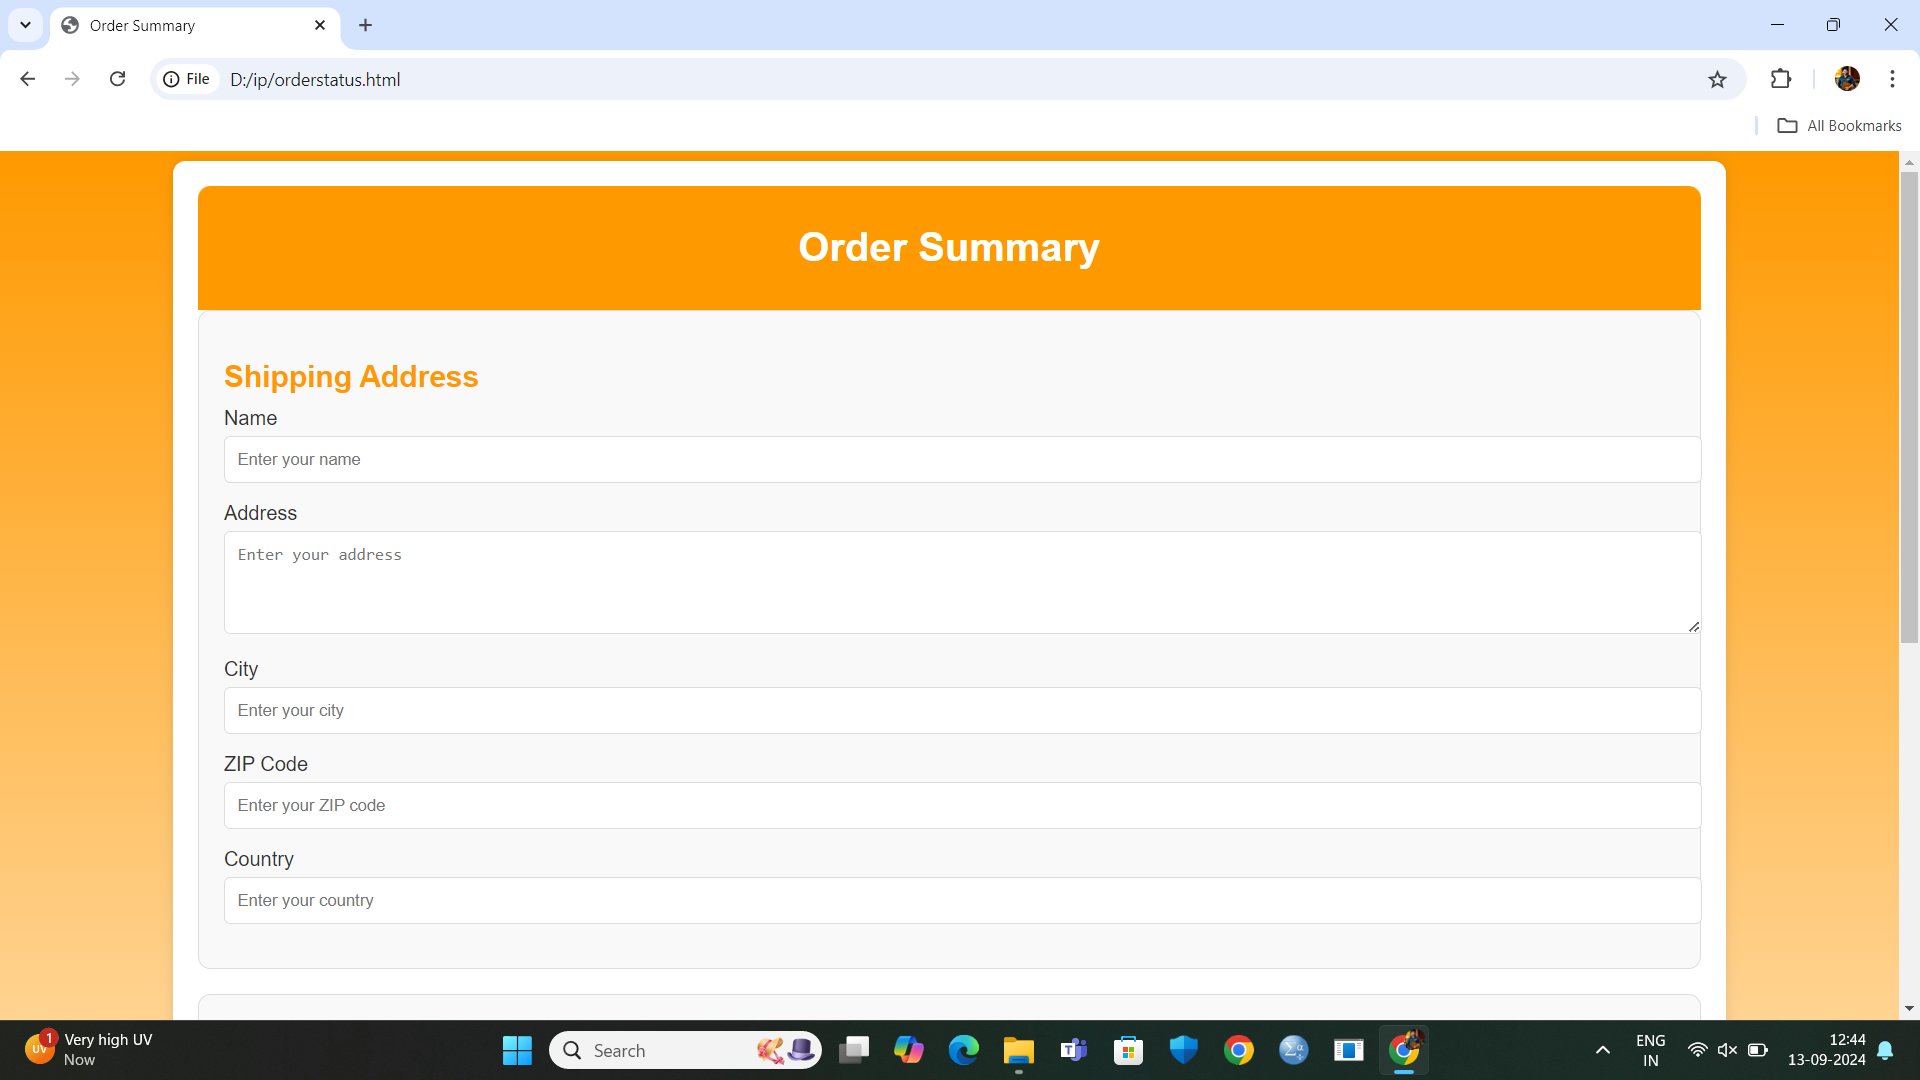 Order Summary
File
D:/ip/orderstatus.html
All Bookmarks
Order Summary
Shipping Address
Name
Enter your name
Address
Enter your address
City
Enter your city
ZIP Code
Enter your ZIP code
Country
Enter your country
UV
1
Very high UV
Now
Search
ENG
IN
12:44
13-09-2024